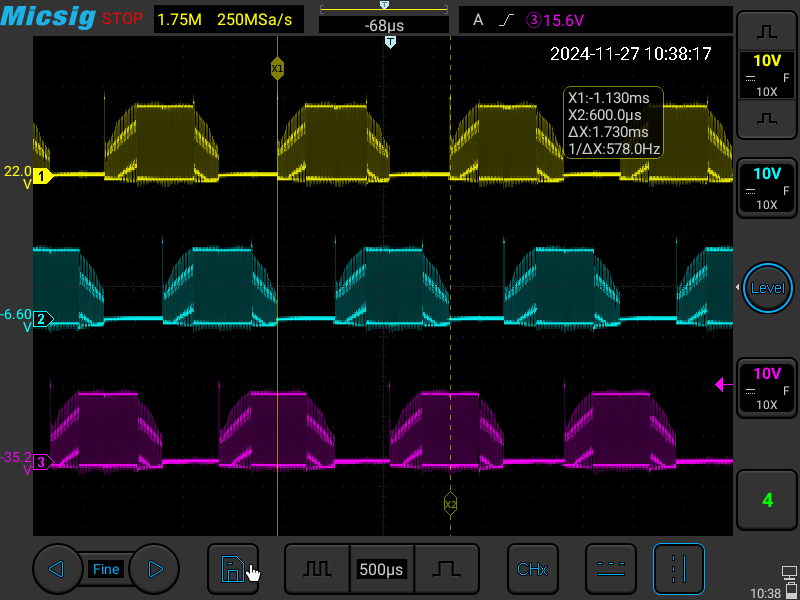 Micsig STOP 1.75M 250MSa/s -68µs A ③15.6V
T
T
2024-11-27 10:38:17
X1
X1:-1.130ms
X2:600.0µs
ΔX:1.730ms
1/ΔX:578.0Hz
10V
F
10X
22.0
V
1
10V
F
10X
-6.60
V
2
Level
10V
F
10X
-35.2
V
3
X2
4
Fine
500µs
CHx
10:38